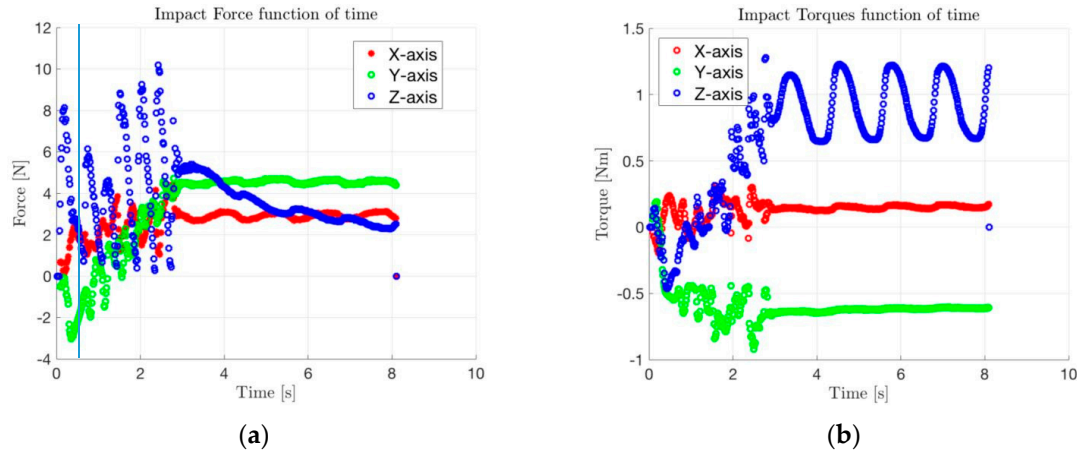 Impact Force function of time
12
10
8
6
4
2
0
-2
-4
Force [N]
X-axis
Y-axis
Z-axis
0 2 4 6 8 10
Time [s]
(a)
Impact Torques function of time
1.5
1
0.5
0
-0.5
-1
Torque [Nm]
X-axis
Y-axis
Z-axis
0 2 4 6 8 10
Time [s]
(b)